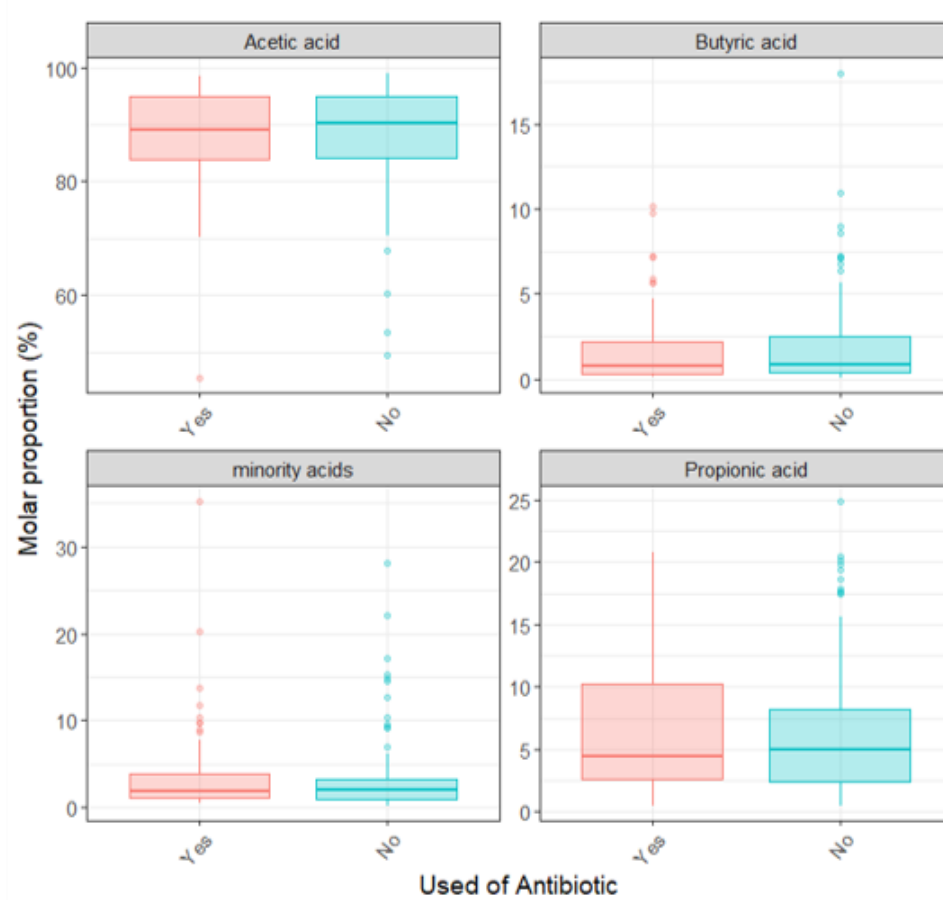 Acetic acid
Butyric acid
100
80
60
15
10
5
0
Yes
No
Yes
No
minority acids
Propionic acid
30
20
10
0
25
20
15
10
5
0
Yes
No
Yes
No
Molar proportion (%)
Used of Antibiotic